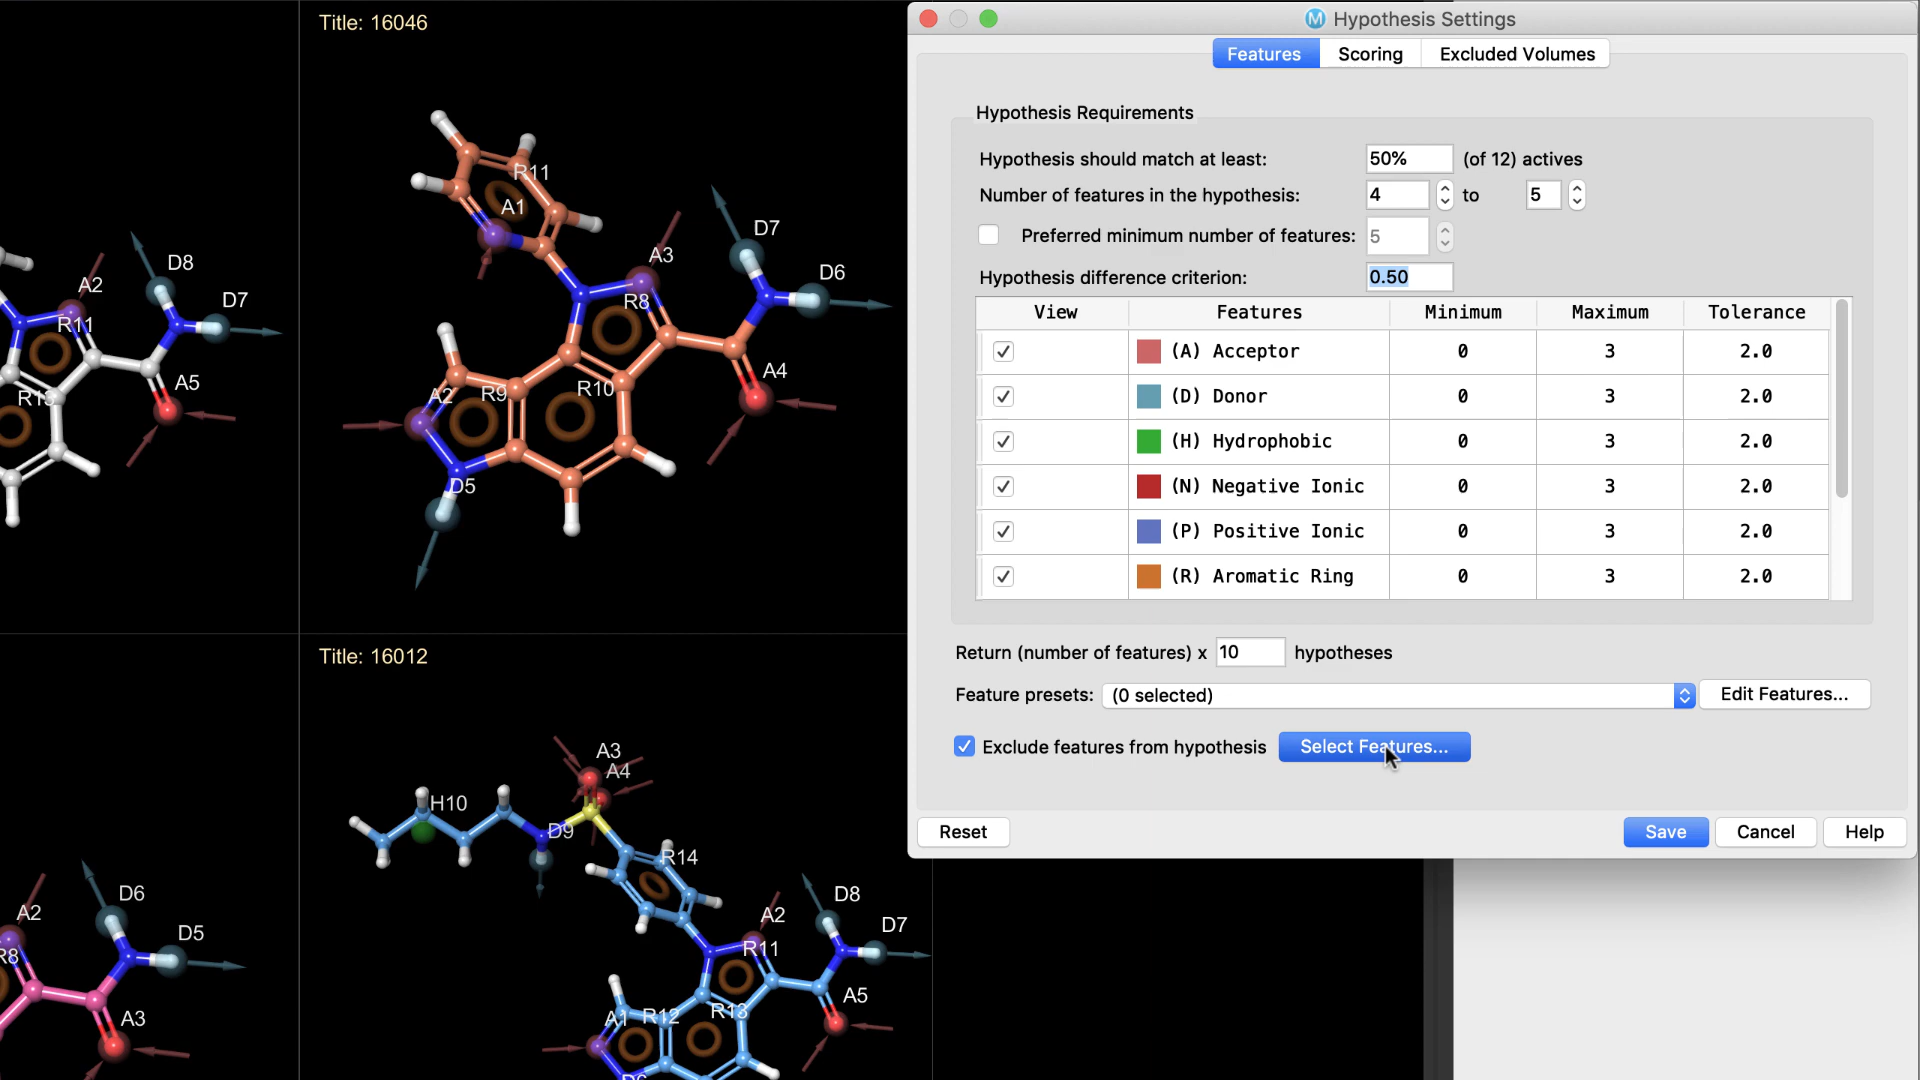 Title: 16046
R11
A1
D7
A3
D6
D8
A2
D7
R8
R11
A4
A5
R10
R9
A2
R13
D5
Title: 16012
A3
A4
H10
D9
R14
D6
D8
A2
A2
D7
D5
R11
R8
A5
A3
R13
R12
A1
Hypothesis Settings
Features
Scoring
Excluded Volumes
Hypothesis Requirements
Hypothesis should match at least: 50% (of 12) actives
Number of features in the hypothesis: 4 to 5
Preferred minimum number of features: 5
Hypothesis difference criterion: 0.50
View Features Minimum Maximum Tolerance
(A) Acceptor 0 3 2.0
(D) Donor 0 3 2.0
(H) Hydrophobic 0 3 2.0
(N) Negative Ionic 0 3 2.0
(P) Positive Ionic 0 3 2.0
(R) Aromatic Ring 0 3 2.0
Return (number of features) x 10 hypotheses
Feature presets: (0 selected) Edit Features...
Exclude features from hypothesis Select Features...
Reset Save Cancel Help